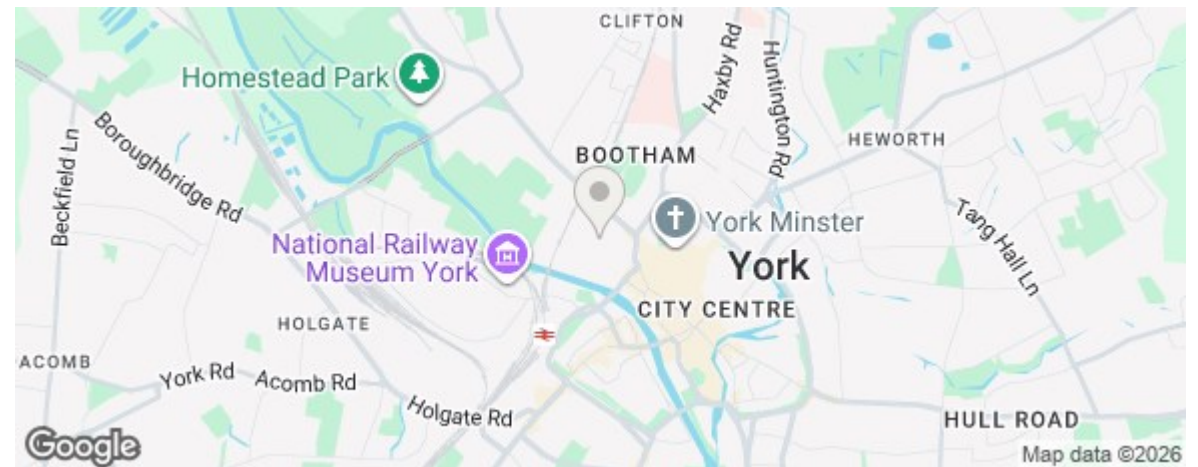 CLIFTON
Haxby Rd
Huntington Rd
Homestead Park
Beckfield Ln
Boroughbridge Rd
HEWORTH
BOOTHAM
Tang Hall Ln
York Minster
National Railway
Museum York
York
CITY CENTRE
HOLGATE
ACOMB
York Rd
Acomb Rd
Holgate Rd
HULL ROAD
Google
Map data ©2026